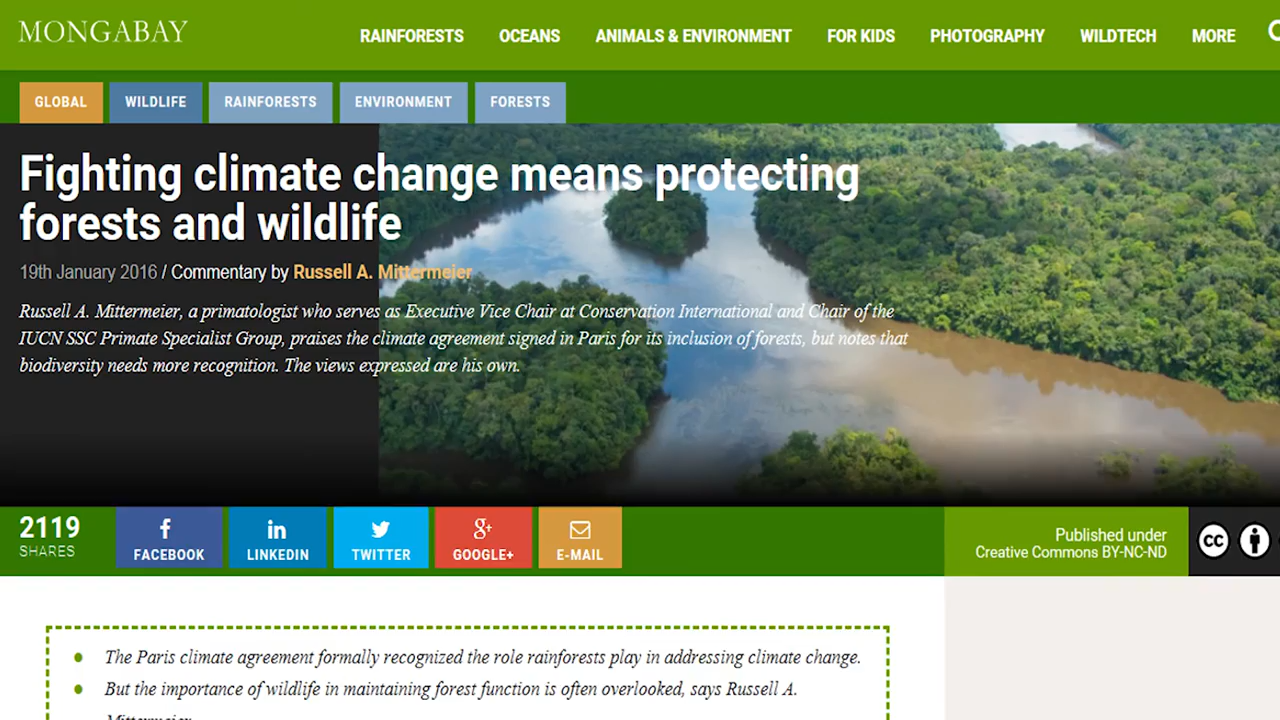 MONGABAY
RAINFORESTS OCEANS ANIMALS & ENVIRONMENT FOR KIDS PHOTOGRAPHY WILDTECH MORE
GLOBAL WILDLIFE RAINFORESTS ENVIRONMENT FORESTS
Fighting climate change means protecting
forests and wildlife
19th January 2016 / Commentary by Russell A. Mittermeier
Russell A. Mittermeier, a primatologist who serves as Executive Vice Chair at Conservation International and Chair of the
IUCN SSC Primate Specialist Group, praises the climate agreement signed in Paris for its inclusion of forests, but notes that
biodiversity needs more recognition. The views expressed are his own.
2119
SHARES
FACEBOOK LINKEDIN TWITTER GOOGLE+ E-MAIL
Published under
Creative Commons BY-NC-ND
cc
The Paris climate agreement formally recognized the role rainforests play in addressing climate change.
But the importance of wildlife in maintaining forest function is often overlooked, says Russell A.
Mittermeier